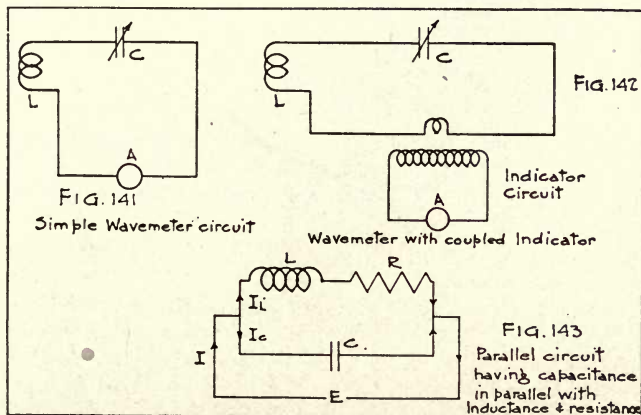 C
L
A
FIG. 141
Simple Wavemeter circuit
C
L
FIG. 142
Indicator
Circuit
A
Wavemeter with coupled Indicator
L
R
IL
Ic
C.
I
E
FIG. 143
Parallel circuit
having capacitance
in parallel with
Inductance & resistance